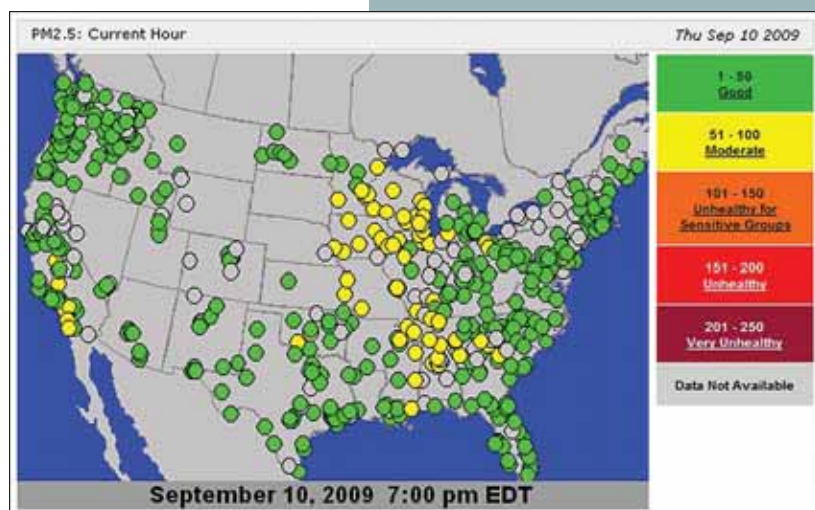 PM2.5: Current Hour
Thu Sep 10 2009
1 - 50
Good
51 - 100
Moderate
101 - 150
Unhealthy for
Sensitive Groups
151 - 200
Unhealthy
201 - 250
Very Unhealthy
Data Not Available
September 10, 2009 7:00 pm EDT